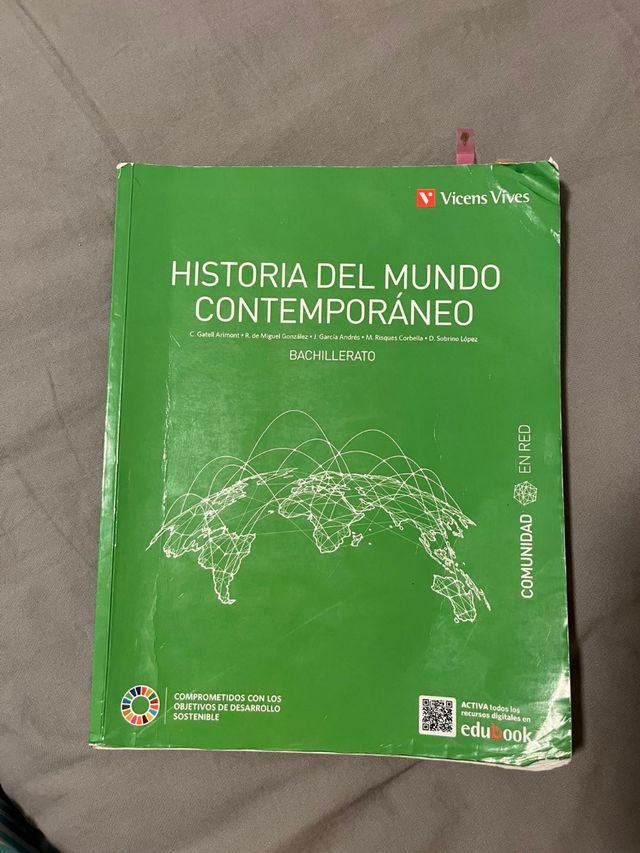 Vicens Vives
HISTORIA DEL MUNDO
CONTEMPORÁNEO
C. Gatell Arimont • R. de Miguel González • J. García Andrés • M. Risques Corbella • D. Sobrino López
BACHILLERATO
COMUNIDAD EN RED
COMPROMETIDOS CON LOS
OBJETIVOS DE DESARROLLO
SOSTENIBLE
ACTIVA todos los
recursos digitales en
edubook